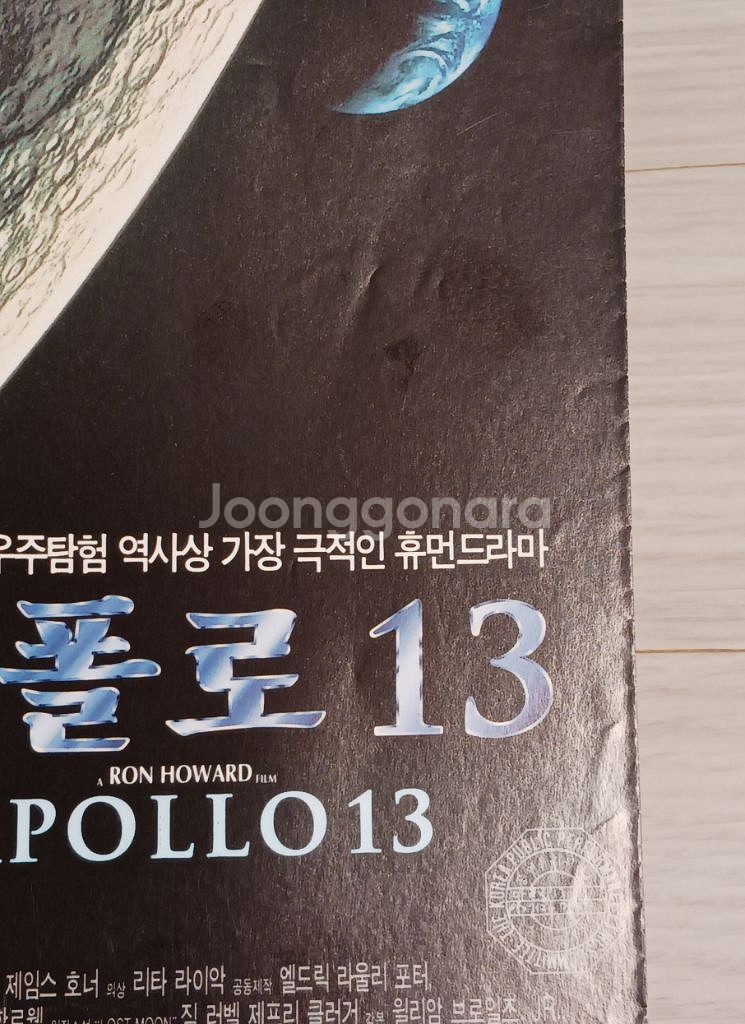 Joonggonara
우주탐험 역사상 가장 극적인 휴먼드라마
폴로 13
A RON HOWARD FILM
APOLLO 13
제임스 호너 의상 리타 라이악 공동제작 엘드릭 라울리 포터,
짐 러벨 제프리 클러거 각본 윌리암 브로일즈 JR.